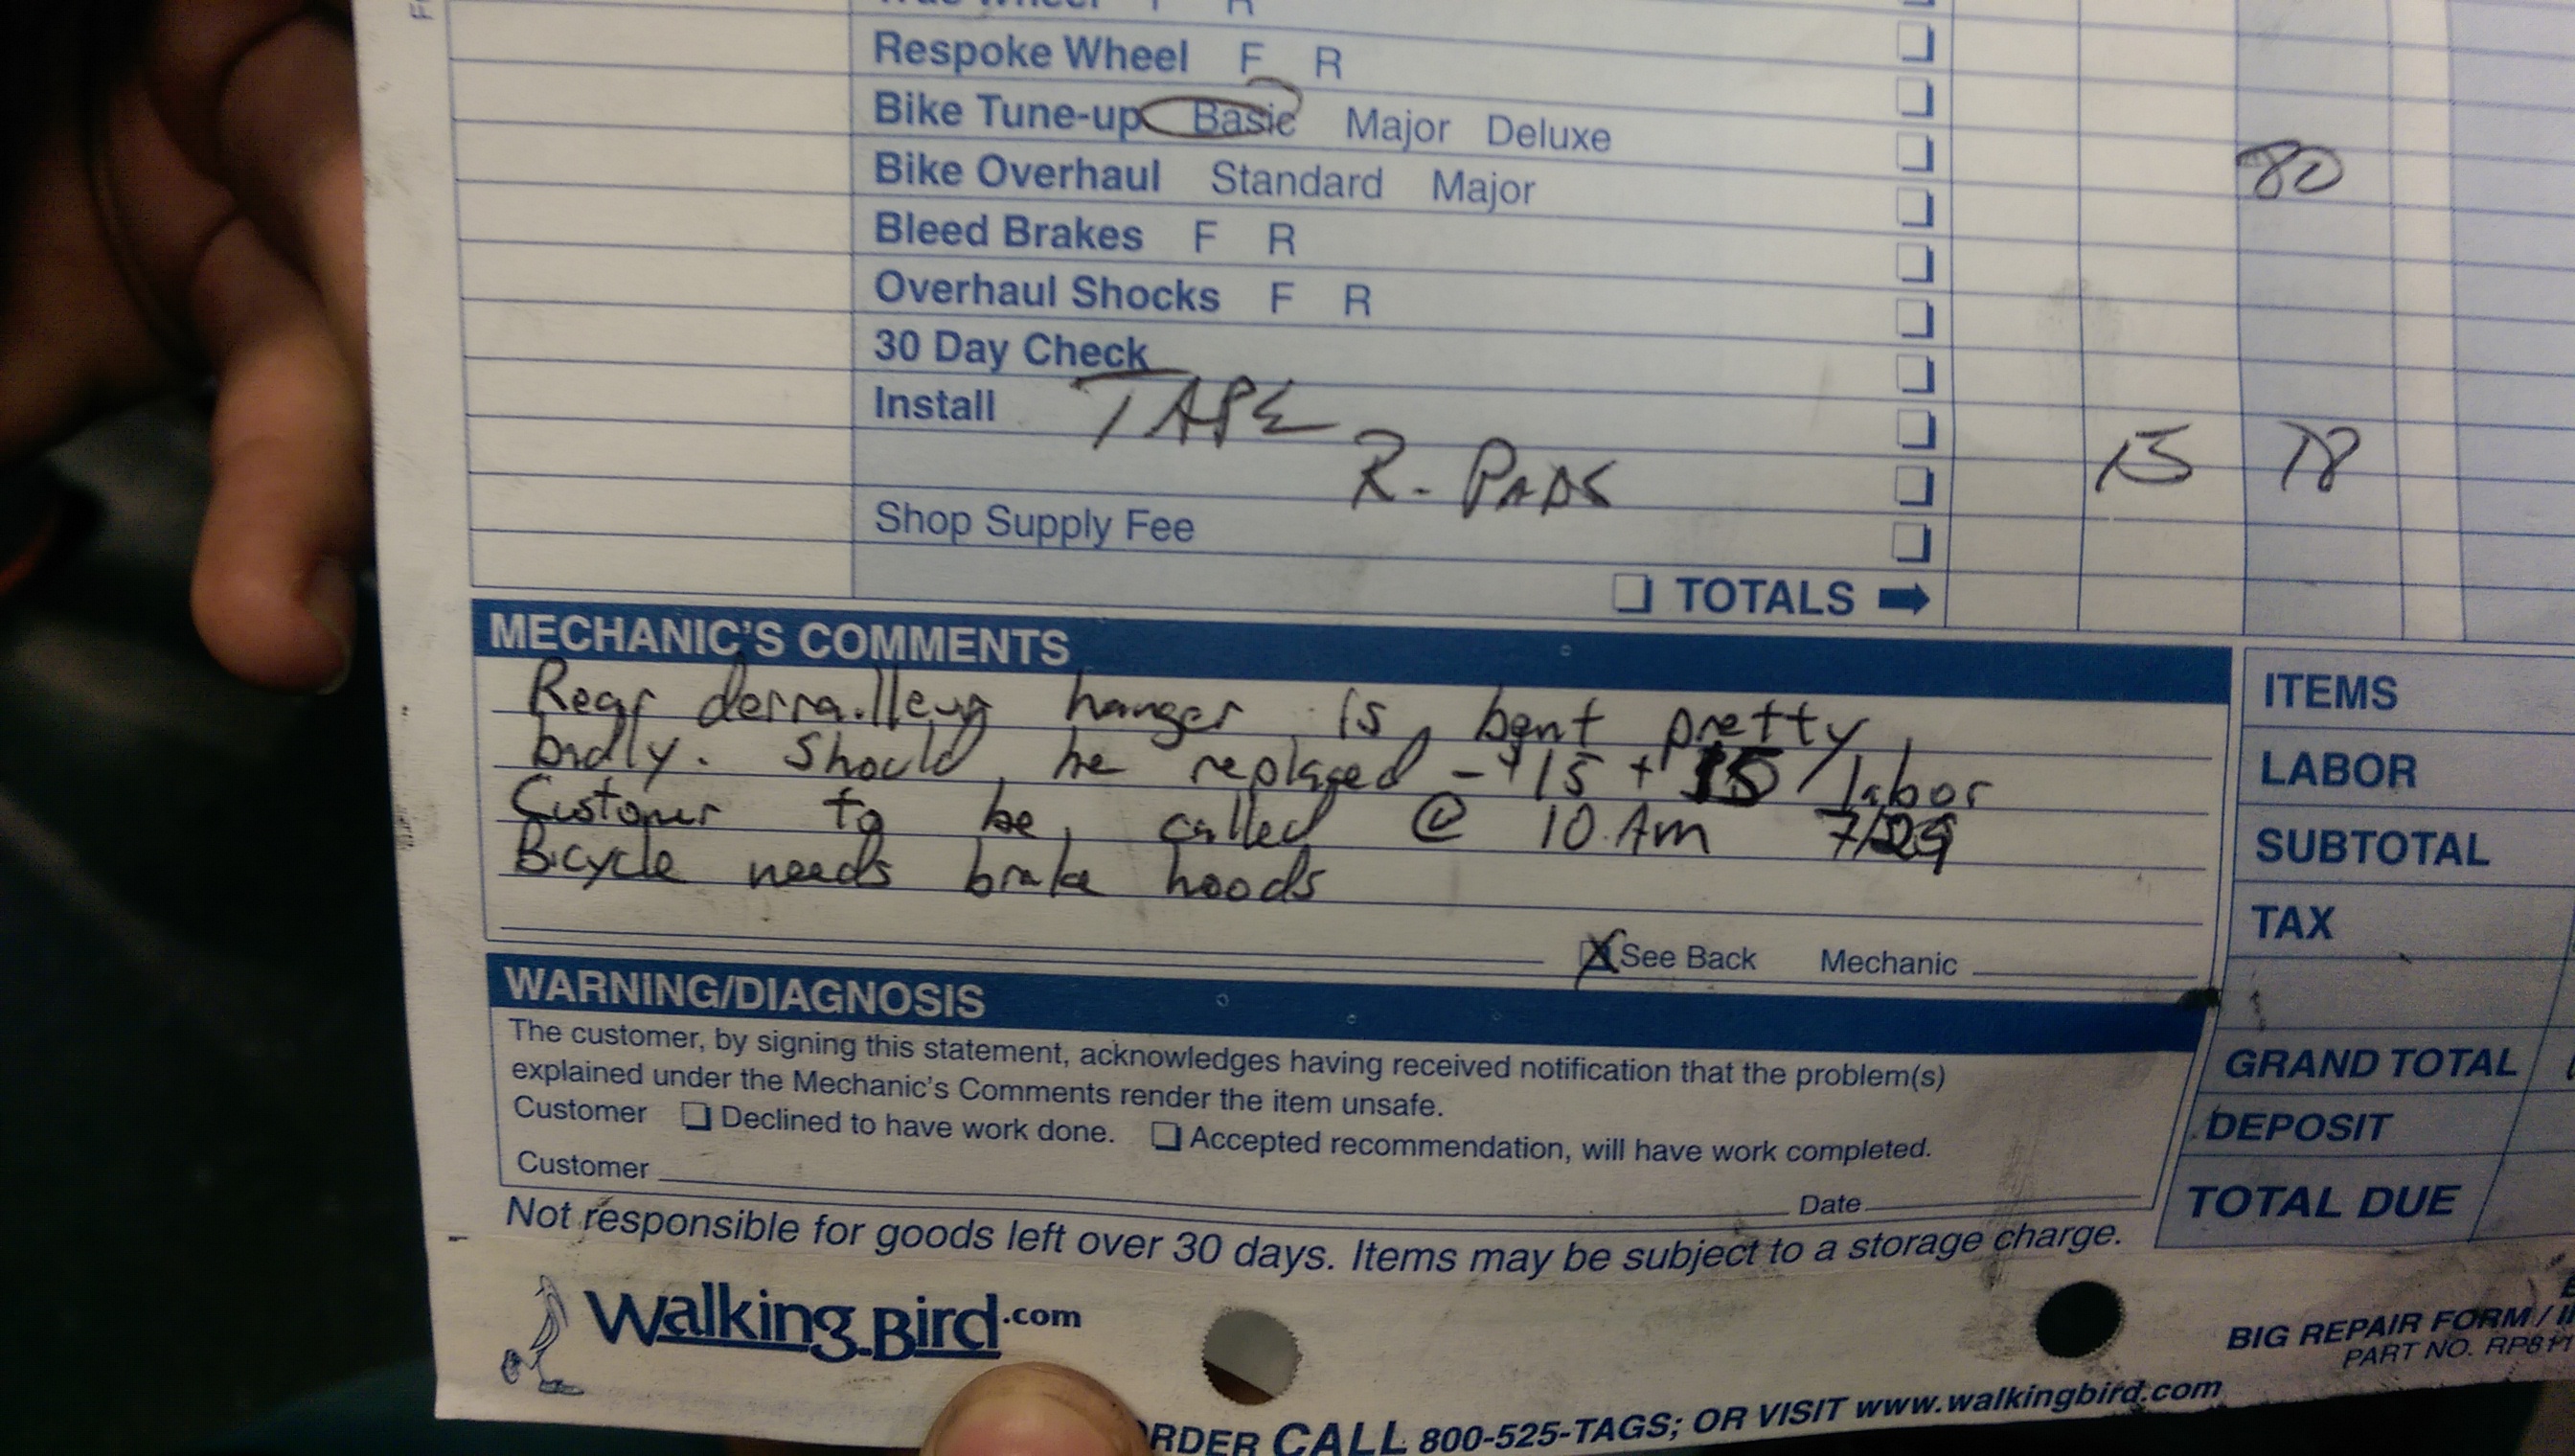 Respoke Wheel F R
Bike Tune-up Basic Major Deluxe
80
Bike Overhaul Standard Major
Bleed Brakes F R
Overhaul Shocks F R
30 Day Check
Install TAPE
R. PADS 15 18
Shop Supply Fee
TOTALS
MECHANIC'S COMMENTS
Rear derailleur hanger is bent pretty
badly. Should be replaced - $15 + 15 / labor
Customer to be called @ 10 Am 7/29
Bicycle needs brake hoods
X See Back Mechanic
ITEMS
LABOR
SUBTOTAL
TAX
GRAND TOTAL
DEPOSIT
TOTAL DUE
WARNING/DIAGNOSIS
The customer, by signing this statement, acknowledges having received notification that the problem(s)
explained under the Mechanic's Comments render the item unsafe.
Customer Declined to have work done. Accepted recommendation, will have work completed.
Customer Date
Not responsible for goods left over 30 days. Items may be subject to a storage charge.
Walking Bird.com
BIG REPAIR FORM /
PART NO.
CALL 800-525-TAGS; OR VISIT www.walkingbird.com